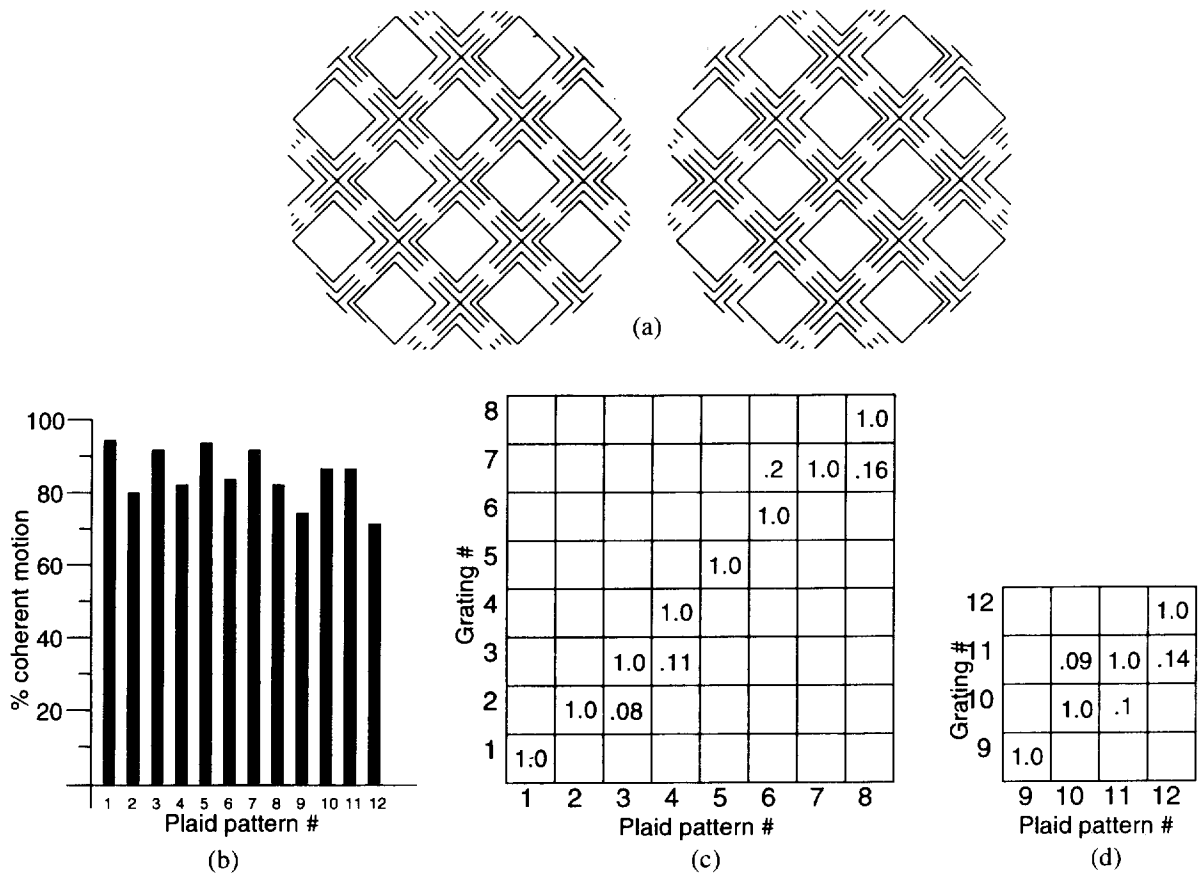 (a)
100
80
60
40
20
% coherent motion
1 2 3 4 5 6 7 8 9 10 11 12
Plaid pattern #
(b)
Grating #
8 1.0
7 .2 1.0 .16
6 1.0
5 1.0
4 1.0
3 1.0 .11
2 1.0 .08
1 1.0
1 2 3 4 5 6 7 8
Plaid pattern #
(c)
Grating #
12 1.0
11 .09 1.0 .14
10 1.0 .1
9 1.0
9 10 11 12
Plaid pattern #
(d)